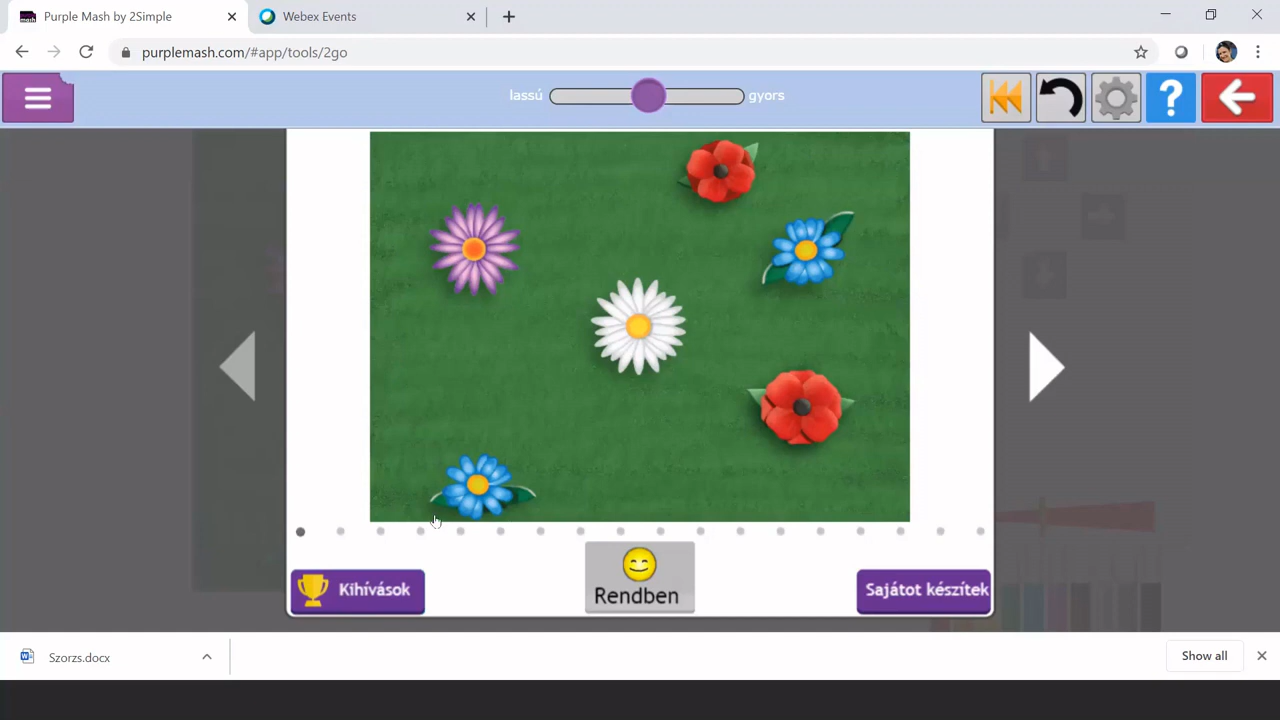 Purple Mash by 2Simple
Webex Events
purplemash.com/#app/tools/2go
lassú
gyors
?
Kihívások
Rendben
Sajátot készítek
Szorzs.docx
Show all